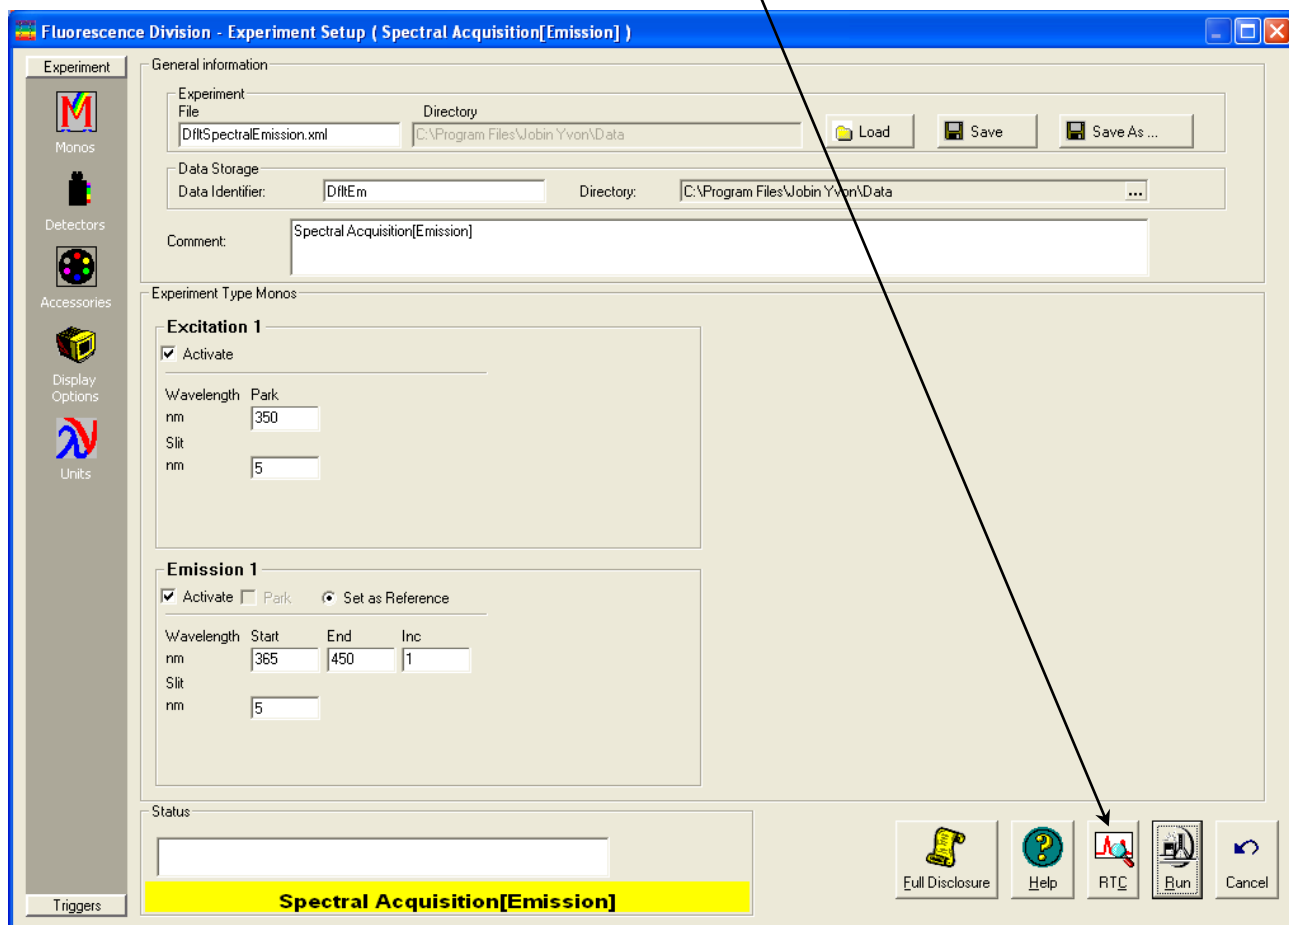 Fluorescence Division - Experiment Setup ( Spectral Acquisition[Emission] )
Experiment
Monos
Detectors
Accessories
Display
Options
Units
Triggers
General information
Experiment
File Directory
DfltSpectralEmission.xml C:\Program Files\Jobin Yvon\Data Load Save Save As ...
Data Storage
Data Identifier: DfltEm Directory: C:\Program Files\Jobin Yvon\Data ...
Comment: Spectral Acquisition[Emission]
Experiment Type Monos
Excitation 1
Activate
Wavelength Park
nm 350
Slit
nm 5
Emission 1
Activate Park Set as Reference
Wavelength Start End Inc
nm 365 450 1
Slit
nm 5
Status
Spectral Acquisition[Emission]
Full Disclosure Help RTC Run Cancel